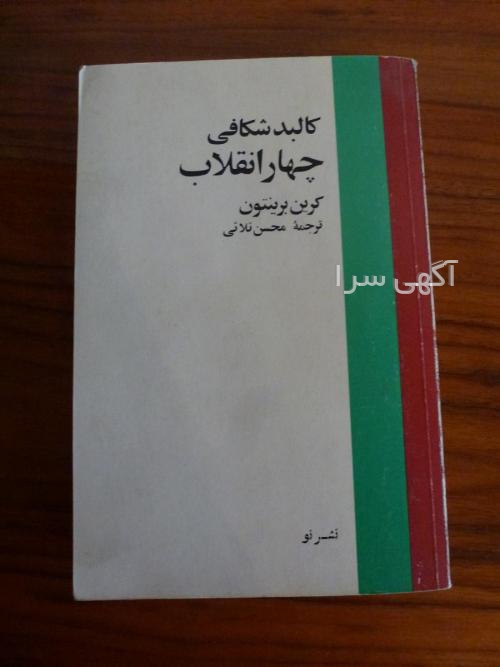 کالبدشکافی
چهار انقلاب
کرین برینتون
ترجمهٔ محسن ثلاثی
آگهی سرا
نشر نو